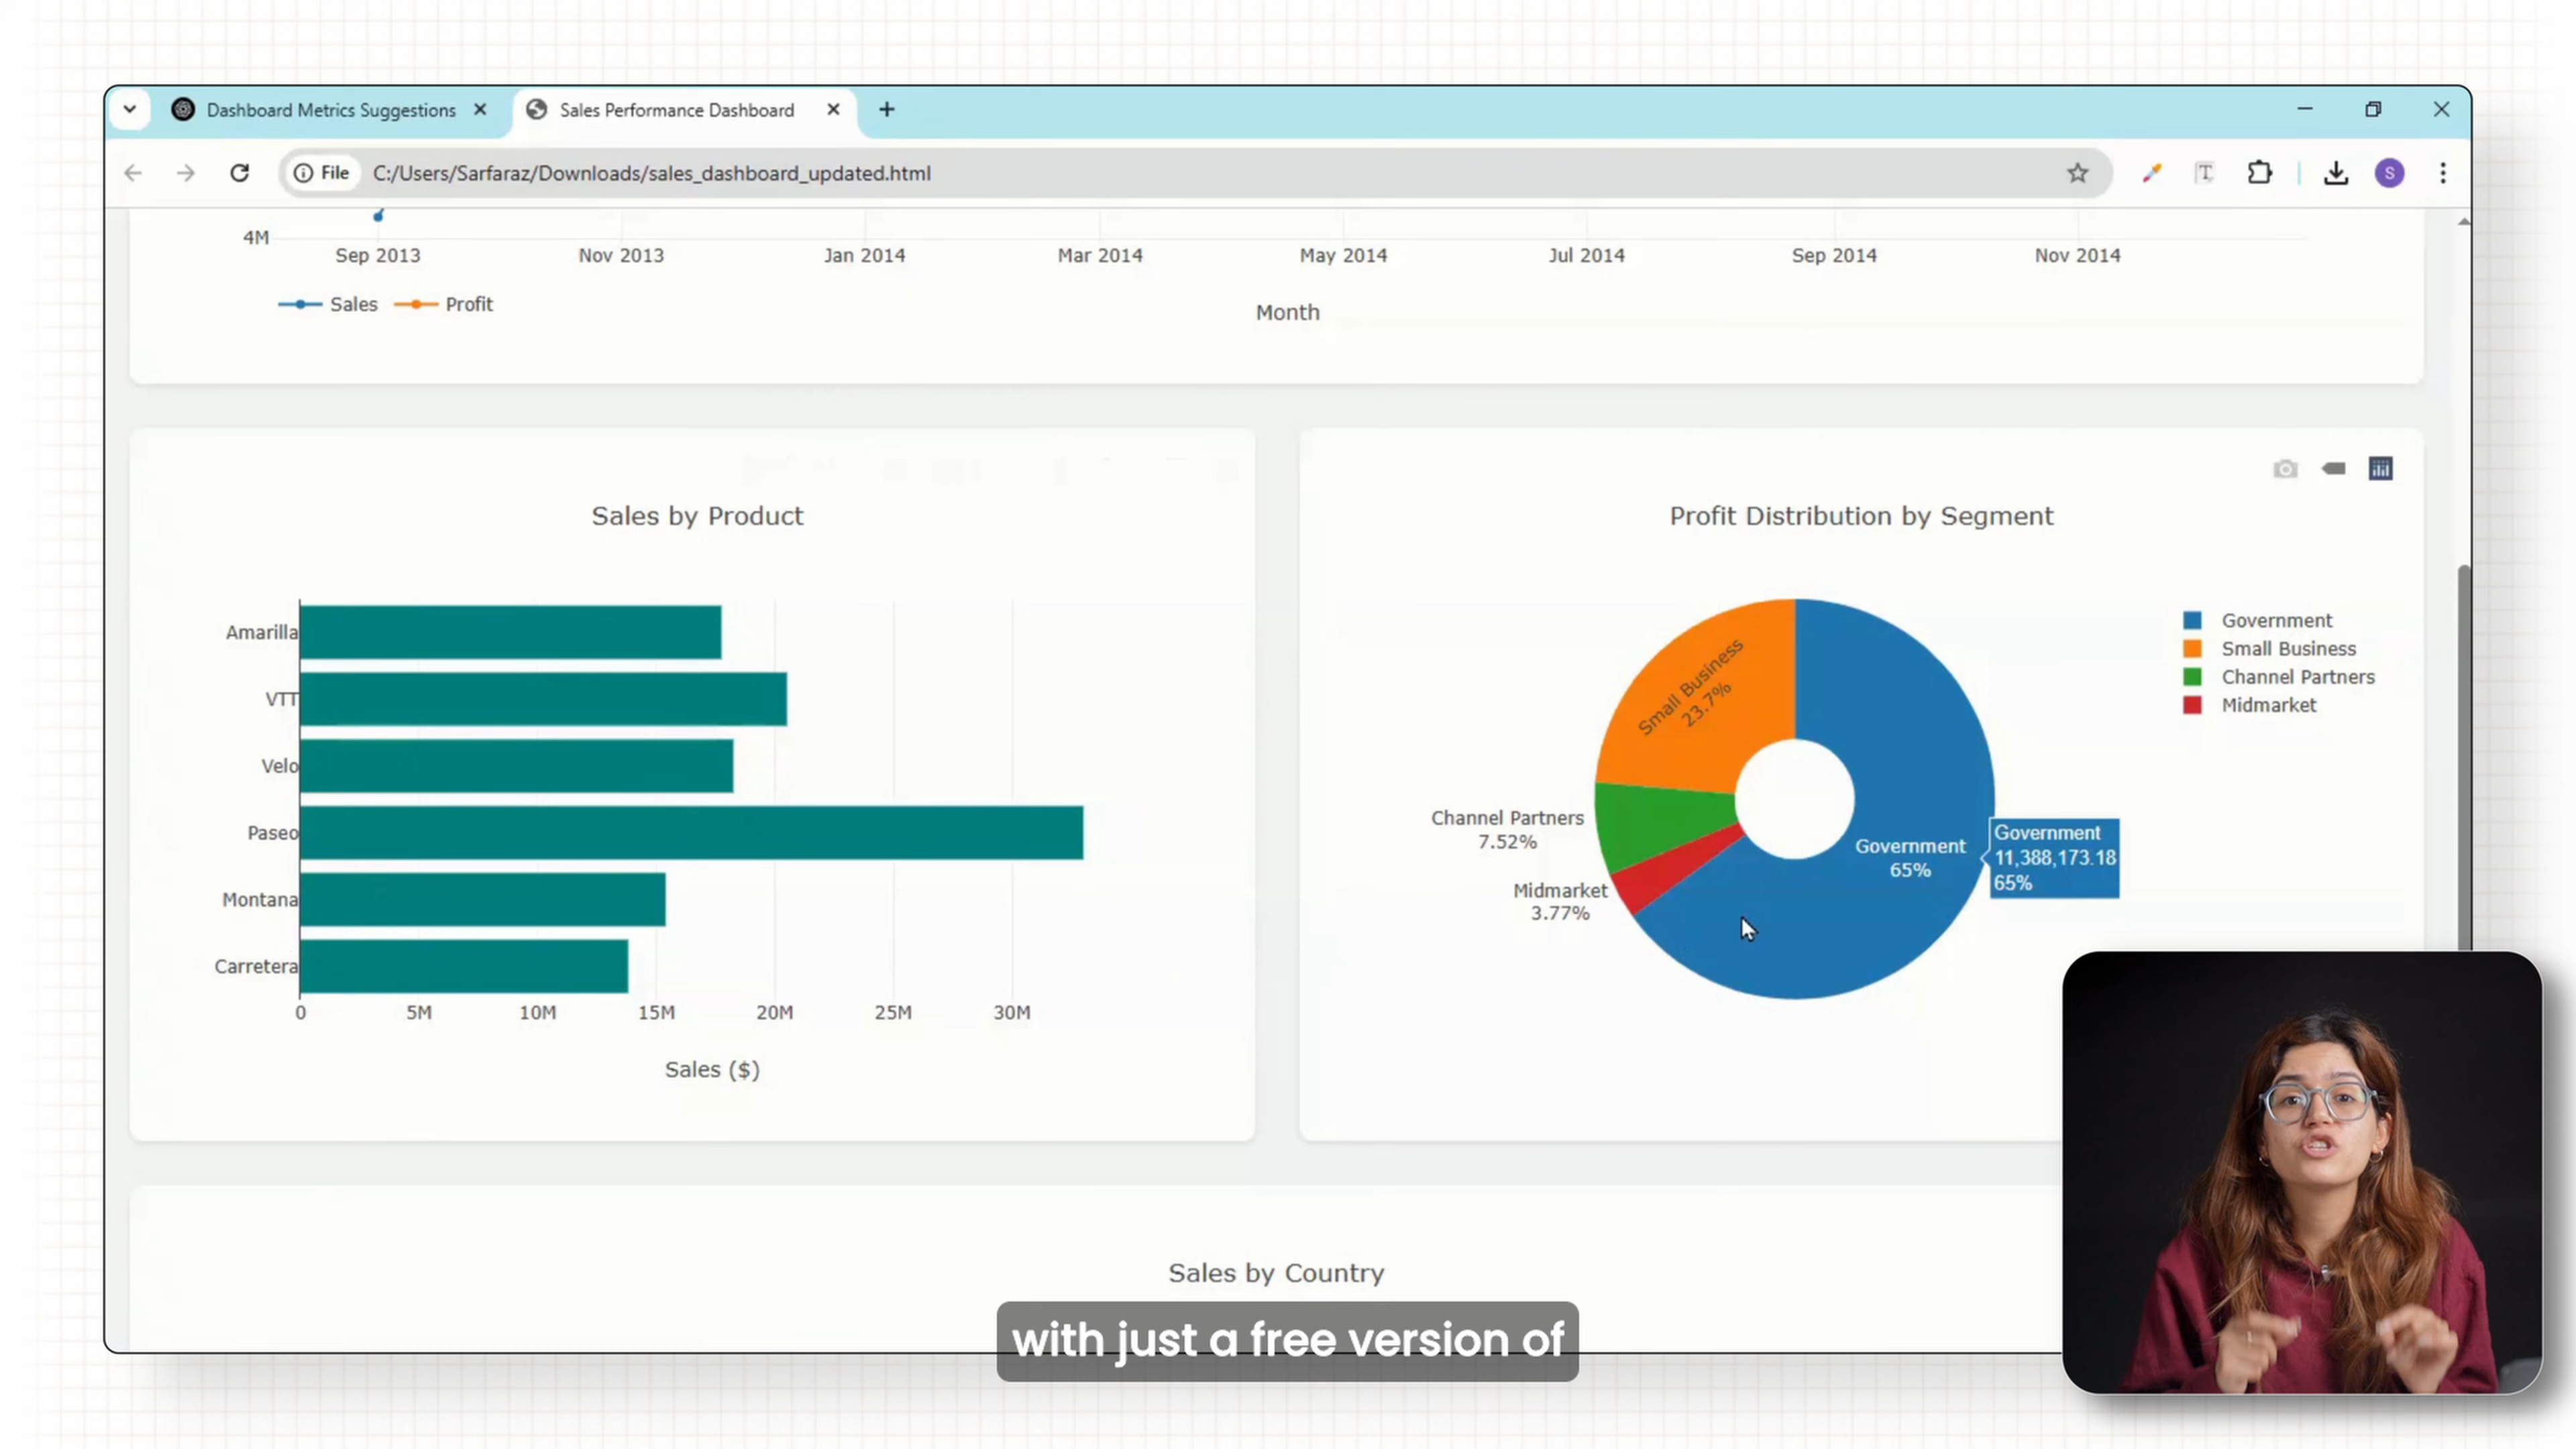 Dashboard Metrics Suggestions
Sales Performance Dashboard
File
C:/Users/Sarfaraz/Downloads/sales_dashboard_updated.html
T
S
4M
Sep 2013 Nov 2013 Jan 2014 Mar 2014 May 2014 Jul 2014 Sep 2014 Nov 2014
Sales Profit
Month
Sales by Product
Amarilla
VTT
Velo
Paseo
Montana
Carretera
0 5M 10M 15M 20M 25M 30M
Sales ($)
Profit Distribution by Segment
Small Business
23.7%
Channel Partners
7.52%
Midmarket
3.77%
Government
65%
Government
11,388,173.18
65%
Government
Small Business
Channel Partners
Midmarket
Sales by Country
with just a free version of